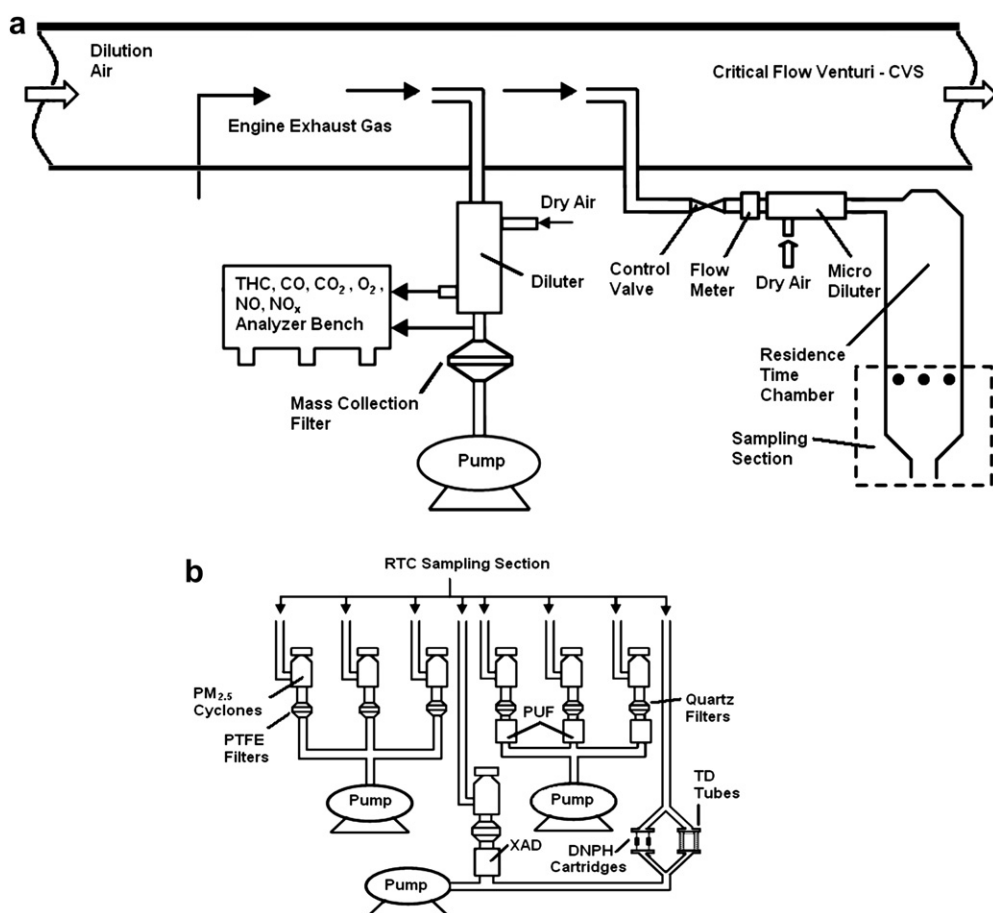 a
Dilution
Air
Critical Flow Venturi - CVS
Engine Exhaust Gas
Dry Air
Diluter
THC, CO, CO₂ , O₂ ,
NO, NOₓ
Analyzer Bench
Mass Collection
Filter
Pump
Control
Valve
Flow
Meter
Dry Air
Micro
Diluter
Residence
Time
Chamber
Sampling
Section
b
RTC Sampling Section
PM₂.₅
Cyclones
PTFE
Filters
PUF
Quartz
Filters
Pump
Pump
TD
Tubes
XAD
DNPH
Cartridges
Pump